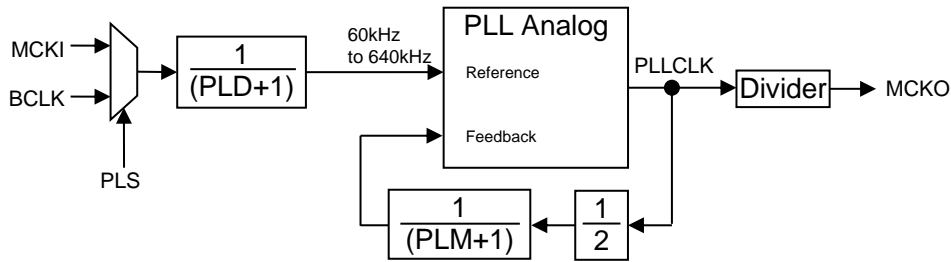 PLL Analog
MCKI
BCLK
PLS
1
(PLD+1)
60kHz
to 640kHz
Reference
Feedback
PLLCLK
Divider
MCKO
1
(PLM+1)
1
2